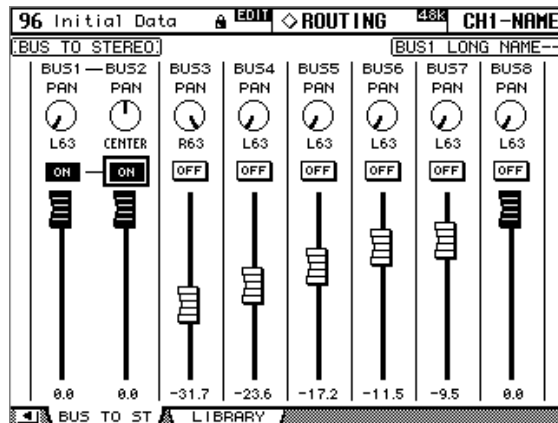 96 Initial Data EDIT ◇ROUTING 48K CH1-NAME
BUS TO STEREO BUS1 LONG NAME--
BUS1—BUS2 BUS3 BUS4 BUS5 BUS6 BUS7 BUS8
PAN PAN PAN PAN PAN PAN PAN PAN
L63 CENTER R63 L63 L63 L63 L63 L63
ON ON OFF OFF OFF OFF OFF OFF
0.0 0.0 -31.7 -23.6 -17.2 -11.5 -9.5 0.0
BUS TO ST LIBRARY